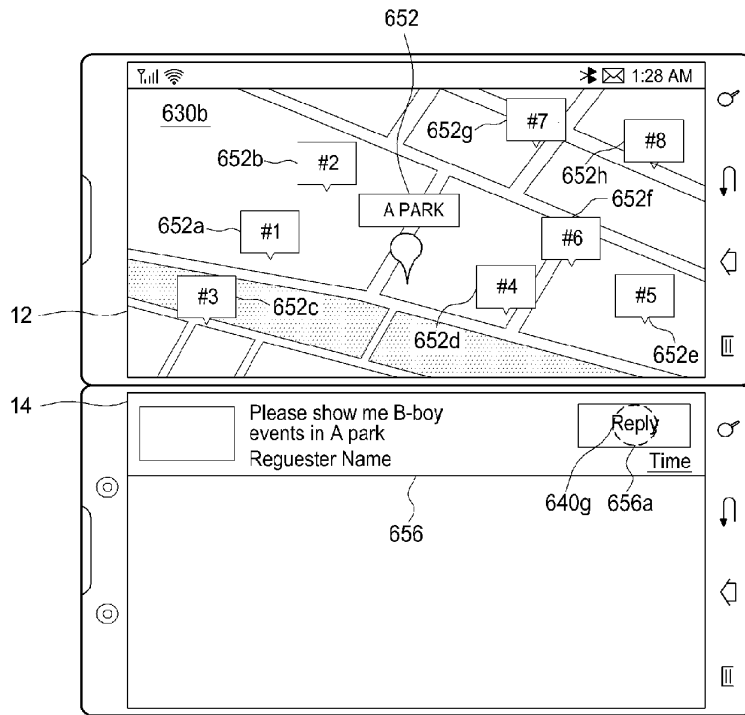 652
1:28 AM
630b
652g
#7
#8
652b
#2
652h
652f
A PARK
652a
#1
#6
#3
652c
#4
#5
12
652d
652e
14
Please show me B-boy
events in A park
Reguester Name
Reply
Time
640g
656a
656